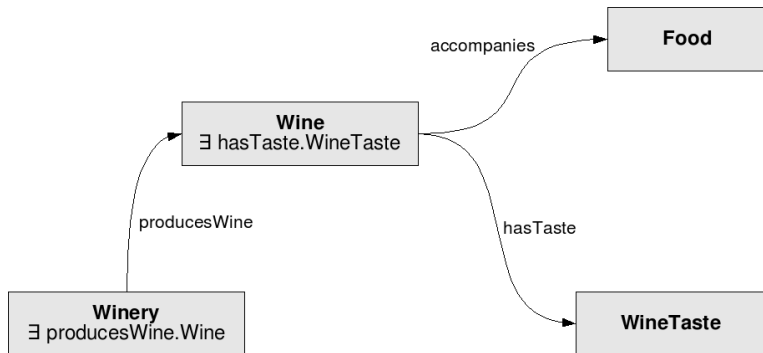 Food
accompanies
Wine
∃ hasTaste.WineTaste
producesWine
hasTaste
Winery
∃ producesWine.Wine
WineTaste